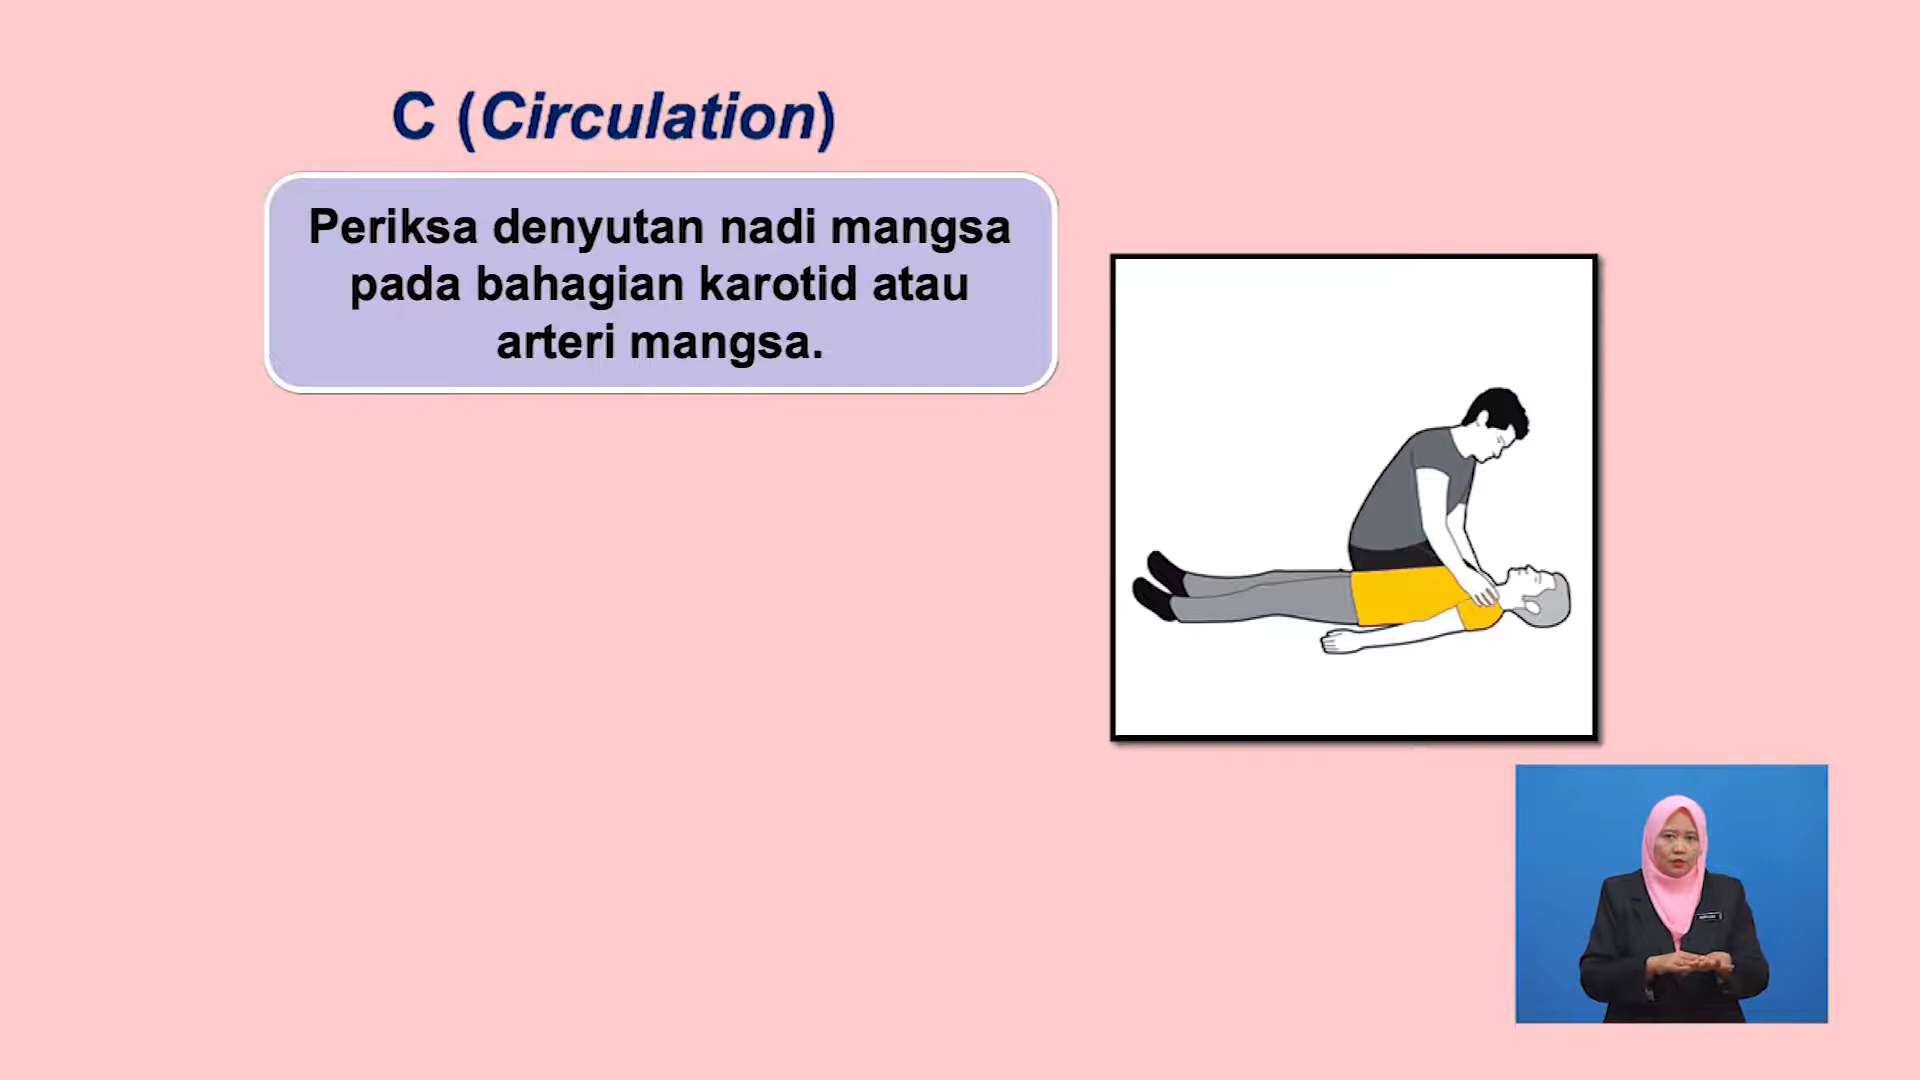 C (Circulation)
Periksa denyutan nadi mangsa
pada bahagian karotid atau
arteri mangsa.